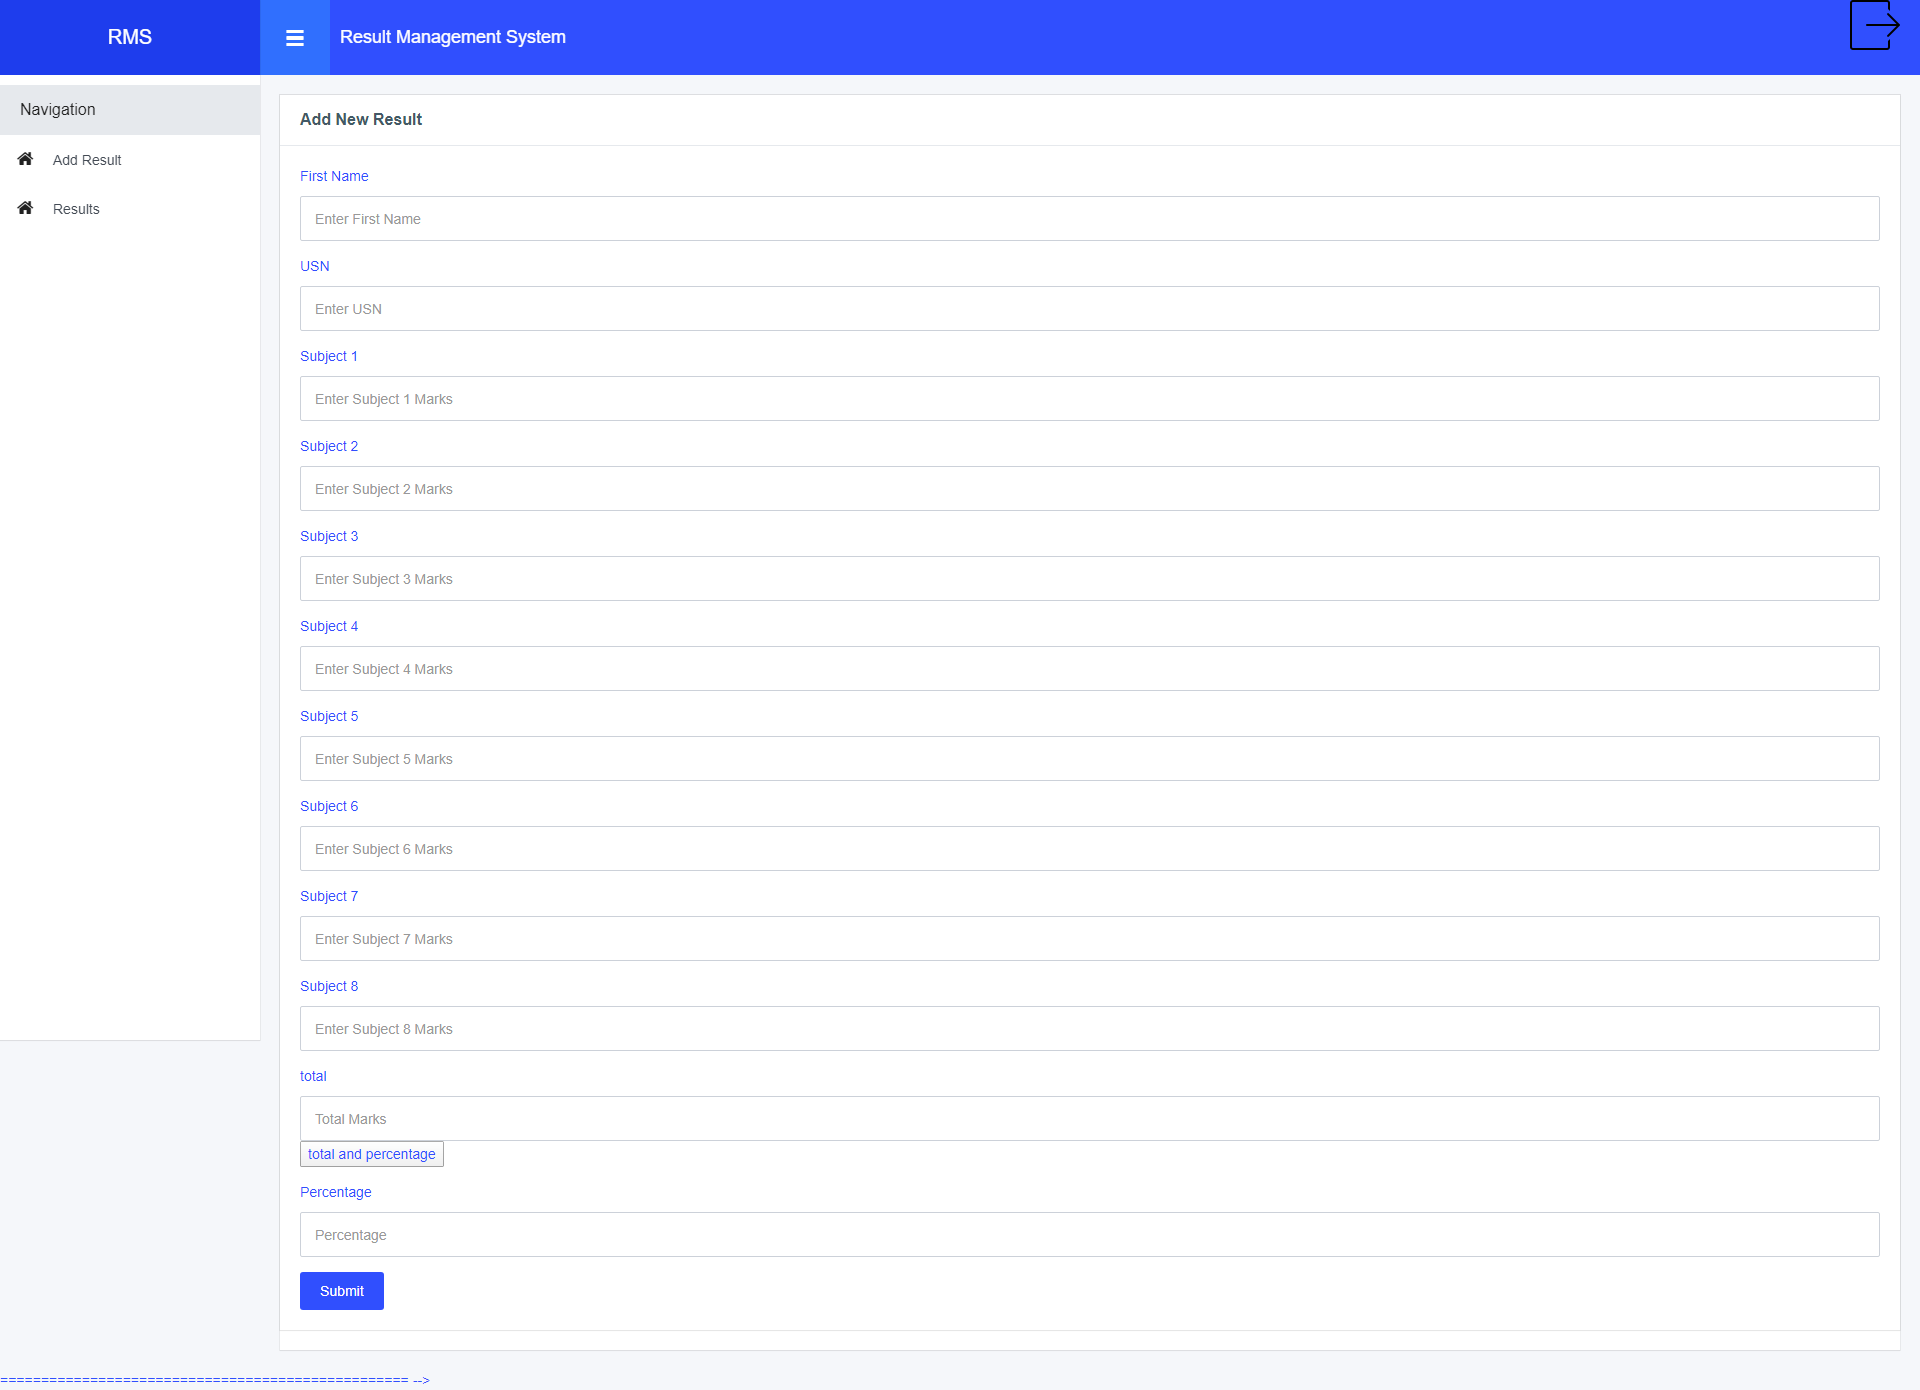 RMS
Result Management System
Navigation
Add Result
Results
Add New Result
First Name
Enter First Name
USN
Enter USN
Subject 1
Enter Subject 1 Marks
Subject 2
Enter Subject 2 Marks
Subject 3
Enter Subject 3 Marks
Subject 4
Enter Subject 4 Marks
Subject 5
Enter Subject 5 Marks
Subject 6
Enter Subject 6 Marks
Subject 7
Enter Subject 7 Marks
Subject 8
Enter Subject 8 Marks
total
Total Marks
total and percentage
Percentage
Percentage
Submit
================================================== -->